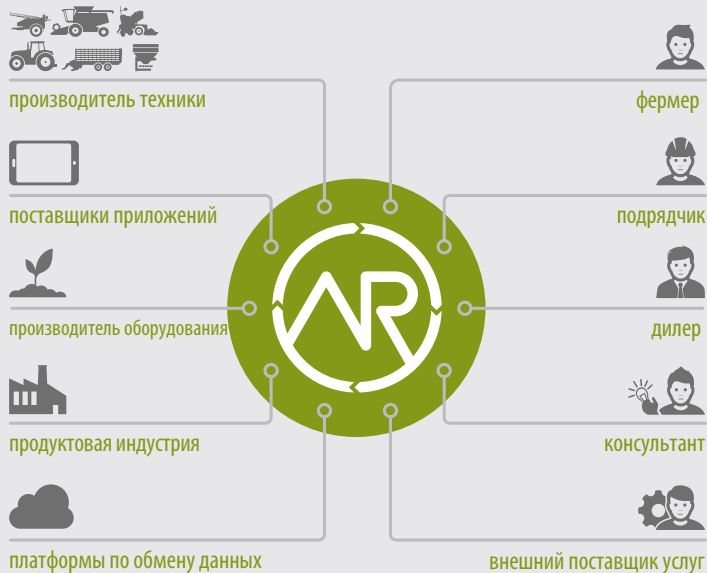 производитель техники
фермер
поставщики приложений
подрядчик
AR
производитель оборудования
дилер
продуктовая индустрия
консультант
платформы по обмену данных
внешний поставщик услуг